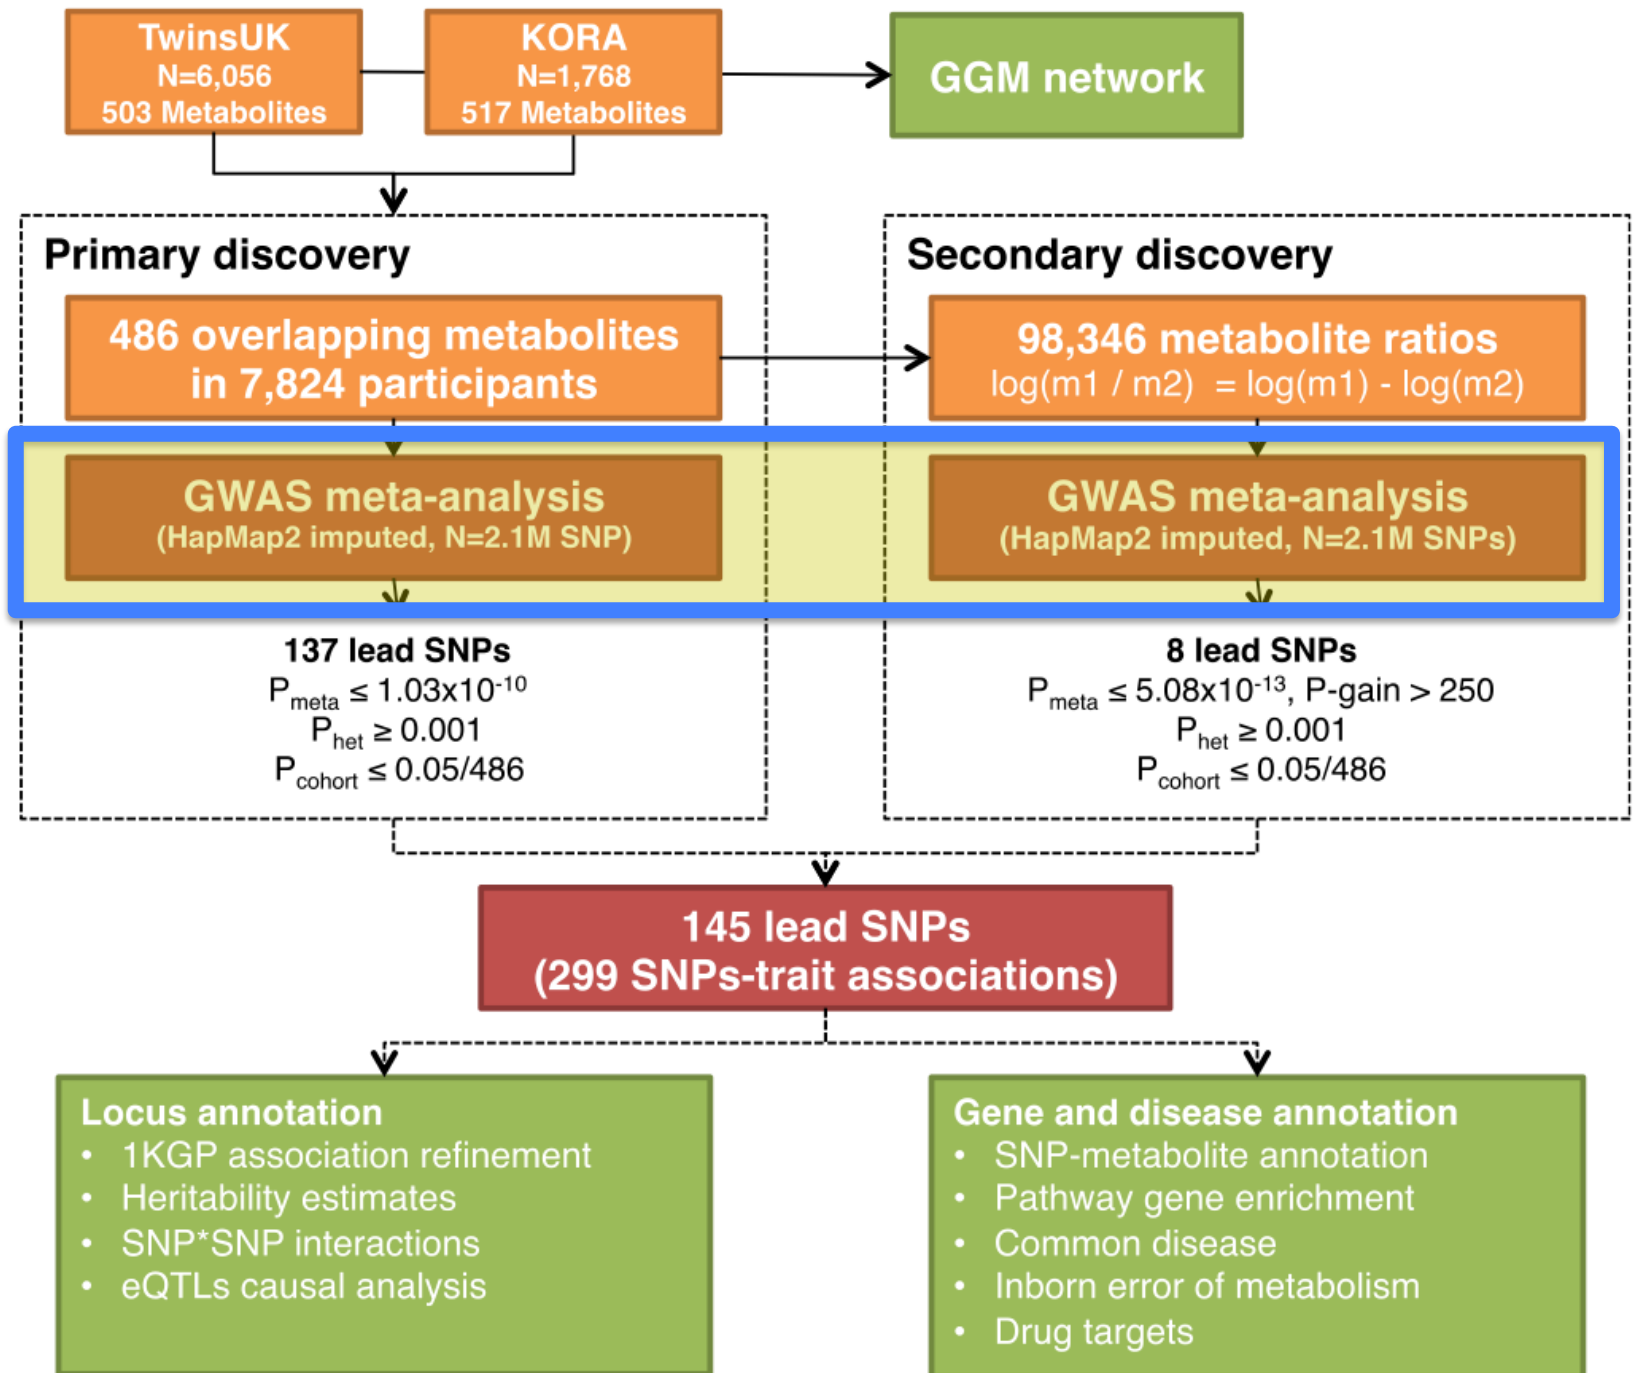 TwinsUK
N=6,056
503 Metabolites
KORA
N=1,768
517 Metabolites
GGM network
Primary discovery
486 overlapping metabolites
in 7,824 participants
GWAS meta-analysis
(HapMap2 imputed, N=2.1M SNP)
137 lead SNPs
Pmeta ≤ 1.03x10-10
Phet ≥ 0.001
Pcohort ≤ 0.05/486
Secondary discovery
98,346 metabolite ratios
log(m1 / m2) = log(m1) - log(m2)
GWAS meta-analysis
(HapMap2 imputed, N=2.1M SNPs)
8 lead SNPs
Pmeta ≤ 5.08x10-13, P-gain > 250
Phet ≥ 0.001
Pcohort ≤ 0.05/486
145 lead SNPs
(299 SNPs-trait associations)
Locus annotation
• 1KGP association refinement
• Heritability estimates
• SNP*SNP interactions
• eQTLs causal analysis
Gene and disease annotation
• SNP-metabolite annotation
• Pathway gene enrichment
• Common disease
• Inborn error of metabolism
• Drug targets